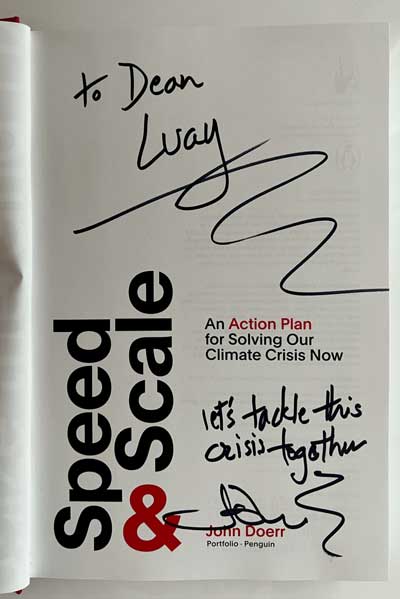 to Dean
Luay
Speed
& Scale
An Action Plan
for Solving Our
Climate Crisis Now
let's tackle this
crisis together
John Doerr
Portfolio · Penguin